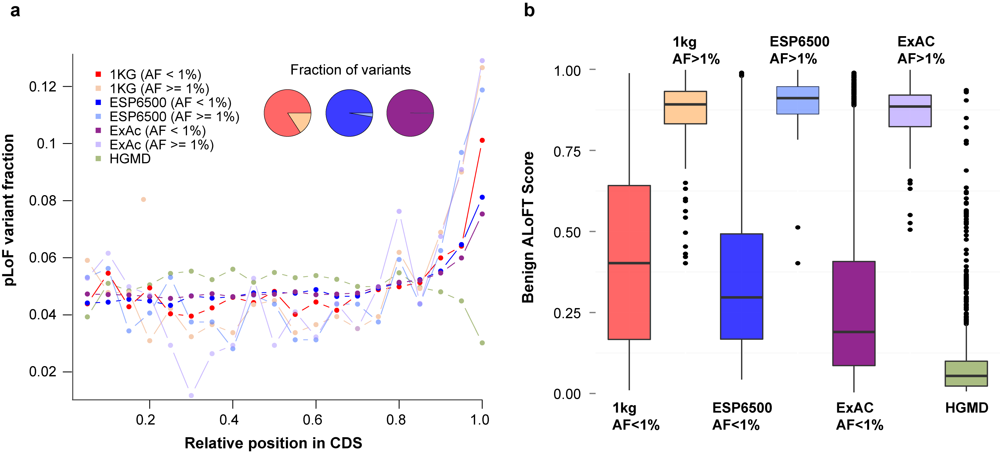 a
pLoF variant fraction
0.12
0.1
0.08
0.06
0.04
0.02
1KG (AF < 1%)
1KG (AF >= 1%)
ESP6500 (AF < 1%)
ESP6500 (AF >= 1%)
ExAc (AF < 1%)
ExAc (AF >= 1%)
HGMD
Fraction of variants
0.2
0.4
0.6
0.8
1.0
Relative position in CDS
b
Benign ALoFT Score
1.00
0.75
0.50
0.25
0.00
1kg
AF>1%
ESP6500
AF>1%
ExAC
AF>1%
1kg
AF<1%
ESP6500
AF<1%
ExAC
AF<1%
HGMD